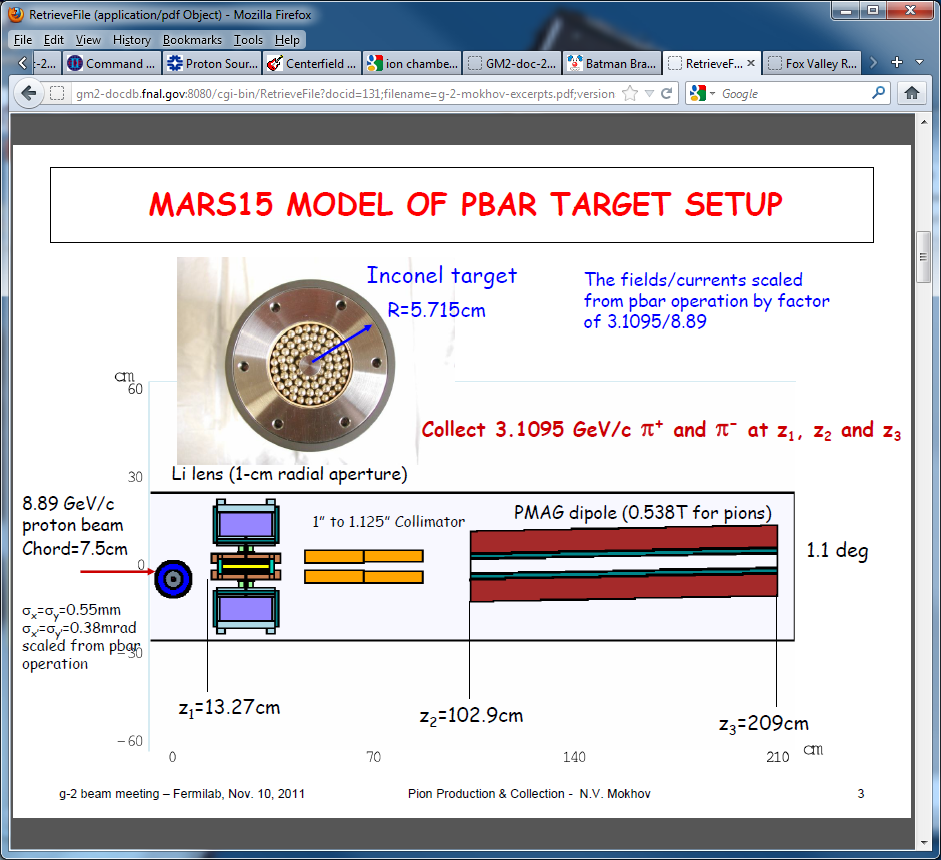 RetrieveFile (application/pdf Object) - Mozilla Firefox
File Edit View History Bookmarks Tools Help
:-2...
Command ...
Proton Sour...
Centerfield ...
ion chambe...
GM2-doc-2...
Batman Bra...
RetrieveF...
Fox Valley R...
gm2-docdb.fnal.gov:8080/cgi-bin/RetrieveFile?docid=131;filename=g-2-mokhov-excerpts.pdf;version
Google
MARS15 MODEL OF PBAR TARGET SETUP
Inconel target
R=5.715cm
The fields/currents scaled
from pbar operation by factor
of 3.1095/8.89
cm
60
Collect 3.1095 GeV/c π⁺ and π⁻ at z₁, z₂ and z₃
30
Li lens (1-cm radial aperture)
8.89 GeV/c
proton beam
Chord=7.5cm
1" to 1.125" Collimator
PMAG dipole (0.538T for pions)
1.1 deg
0
σx=σy=0.55mm
σx'=σy'=0.38mrad
scaled from pbar
operation
−30
z₁=13.27cm
z₂=102.9cm
z₃=209cm
−60
0 70 140 210 cm
g-2 beam meeting – Fermilab, Nov. 10, 2011
Pion Production & Collection - N.V. Mokhov
3